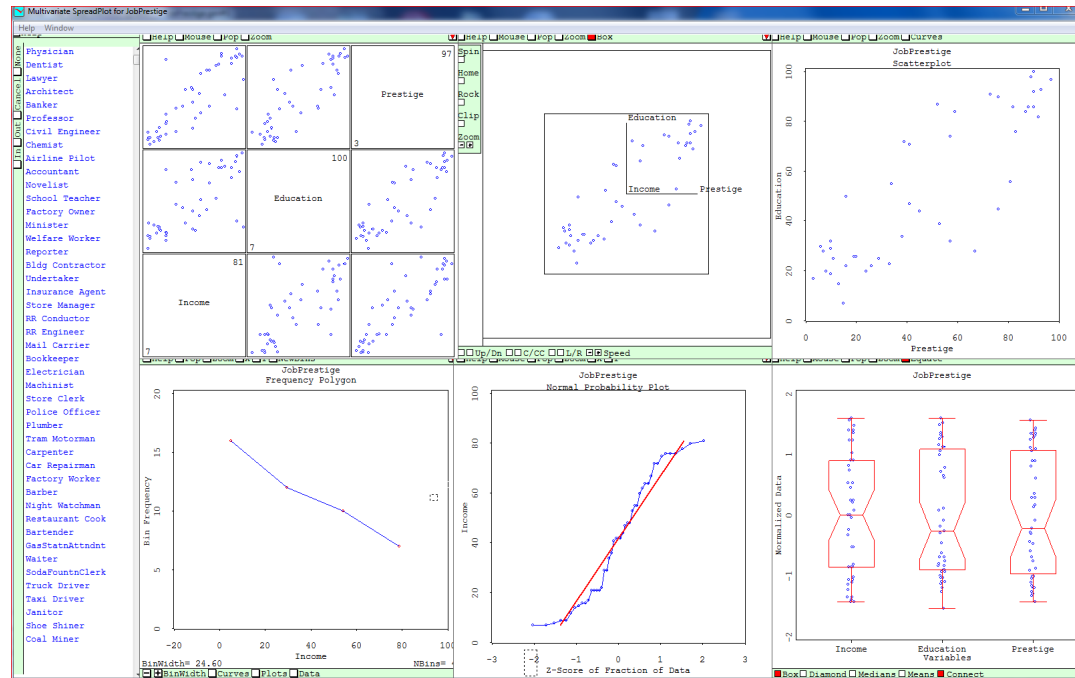 Multivariate SpreadPlot for JobPrestige
Help Window
In Out Cancel None
Physician
Dentist
Lawyer
Architect
Banker
Professor
Civil Engineer
Chemist
Airline Pilot
Accountant
Novelist
School Teacher
Factory Owner
Minister
Welfare Worker
Reporter
Bldg Contractor
Undertaker
Insurance Agent
Store Manager
RR Conductor
RR Engineer
Mail Carrier
Bookkeeper
Electrician
Machinist
Store Clerk
Police Officer
Plumber
Tram Motorman
Carpenter
Car Repairman
Factory Worker
Barber
Night Watchman
Restaurant Cook
Bartender
GasStatnAttndnt
Waiter
SodaFountnClerk
Truck Driver
Taxi Driver
Janitor
Shoe Shiner
Coal Miner
Help Mouse Pop Zoom
97
Prestige
3
100
Education
7
81
Income
7
Help Mouse Pop Zoom Box
Spin
Home
Rock
Clip
Zoom
Education
Income Prestige
Up/Dn C/CC L/R Speed
Help Mouse Pop Zoom Curves
JobPrestige
Scatterplot
Education
100
80
60
40
20
0
0 20 40 60 80 100
Prestige
JobPrestige
Frequency Polygon
Bin Frequency
20
15
10
5
0
-20 0 20 40 60 80 100
Income
BinWidth= 24.60 NBins=
BinWidth Curves Plots Data
JobPrestige
Normal Probability Plot
Income
100
80
60
40
20
0
-3 -2 -1 0 1 2 3
Z-Score of Fraction of Data
JobPrestige
Normalized Data
2
1
0
-1
-2
Income Education Prestige
Variables
Box Diamond Medians Means Connect